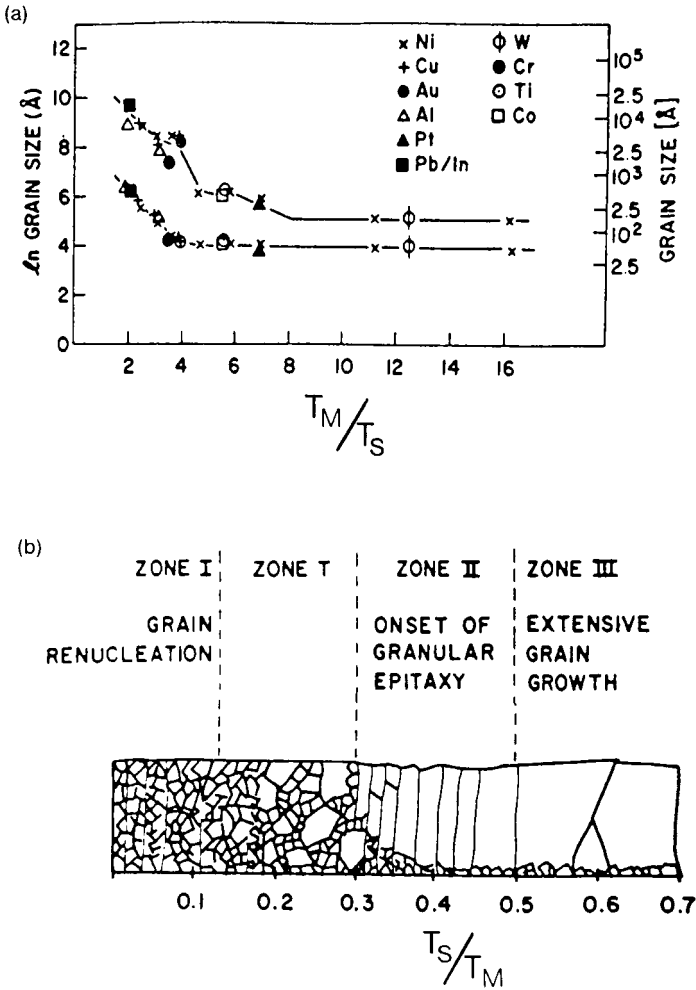 (a)
12
10
8
6
4
2
0
ln GRAIN SIZE (Å)
× Ni
+ Cu
● Au
△ Al
▲ Pt
■ Pb/In
W
● Cr
⊙ Ti
□ Co
10⁵
2.5
10⁴
2.5
10³
2.5
10²
2.5
GRAIN SIZE [Å]
2 4 6 8 10 12 14 16
T_M/T_S
(b)
ZONE I ZONE T ZONE II ZONE III
GRAIN
RENUCLEATION
ONSET OF
GRANULAR
EPITAXY
EXTENSIVE
GRAIN
GROWTH
0.1 0.2 0.3 0.4 0.5 0.6 0.7
T_S/T_M